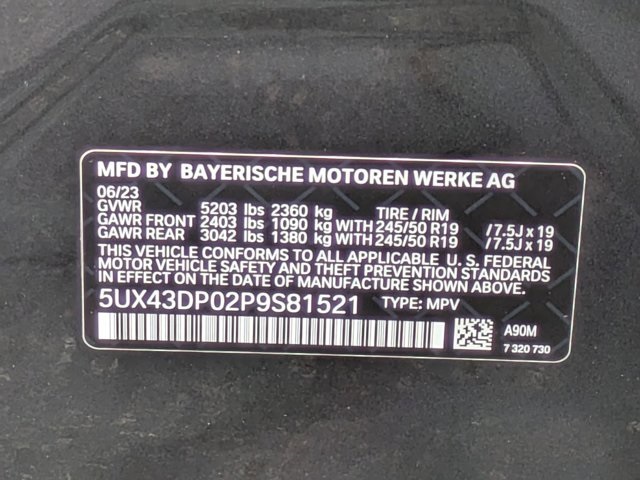 MFD BY BAYERISCHE MOTOREN WERKE AG
06/23
GVWR 5203 lbs 2360 kg TIRE / RIM
GAWR FRONT 2403 lbs 1090 kg WITH 245/50 R19 / 7.5J x 19
GAWR REAR 3042 lbs 1380 kg WITH 245/50 R19 / 7.5J x 19
THIS VEHICLE CONFORMS TO ALL APPLICABLE U. S. FEDERAL
MOTOR VEHICLE SAFETY AND THEFT PREVENTION STANDARDS
IN EFFECT ON THE DATE OF MANUFACTURE SHOWN ABOVE.
5UX43DP02P9S81521 TYPE: MPV
A90M
7 320 730